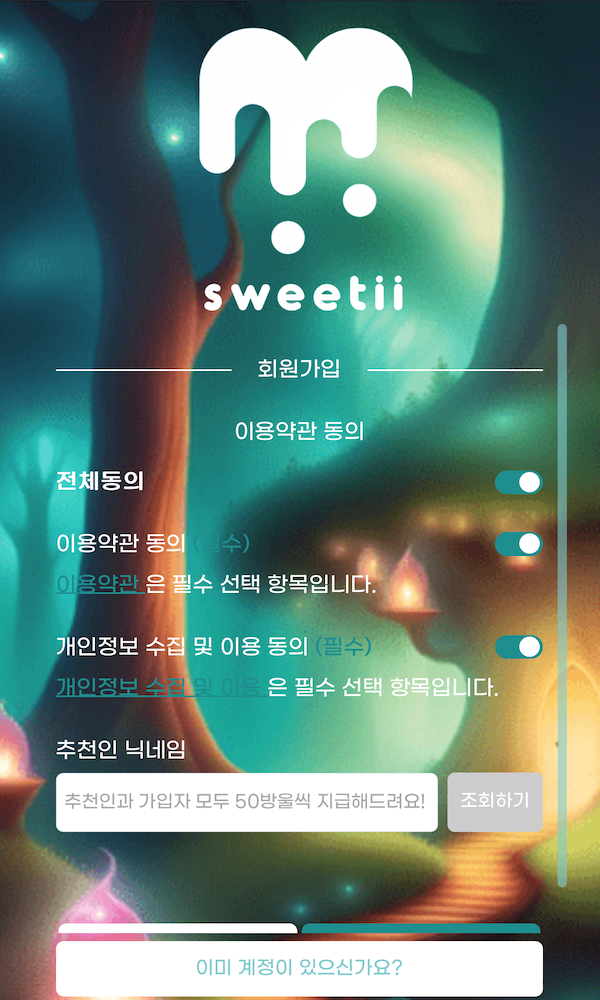 sweetii
회원가입
이용약관 동의
전체동의
이용약관 동의 (필수)
이용약관 은 필수 선택 항목입니다.
개인정보 수집 및 이용 동의 (필수)
개인정보 수집 및 이용 은 필수 선택 항목입니다.
추천인 닉네임
추천인과 가입자 모두 50방울씩 지급해드려요!
조회하기
이미 계정이 있으신가요?